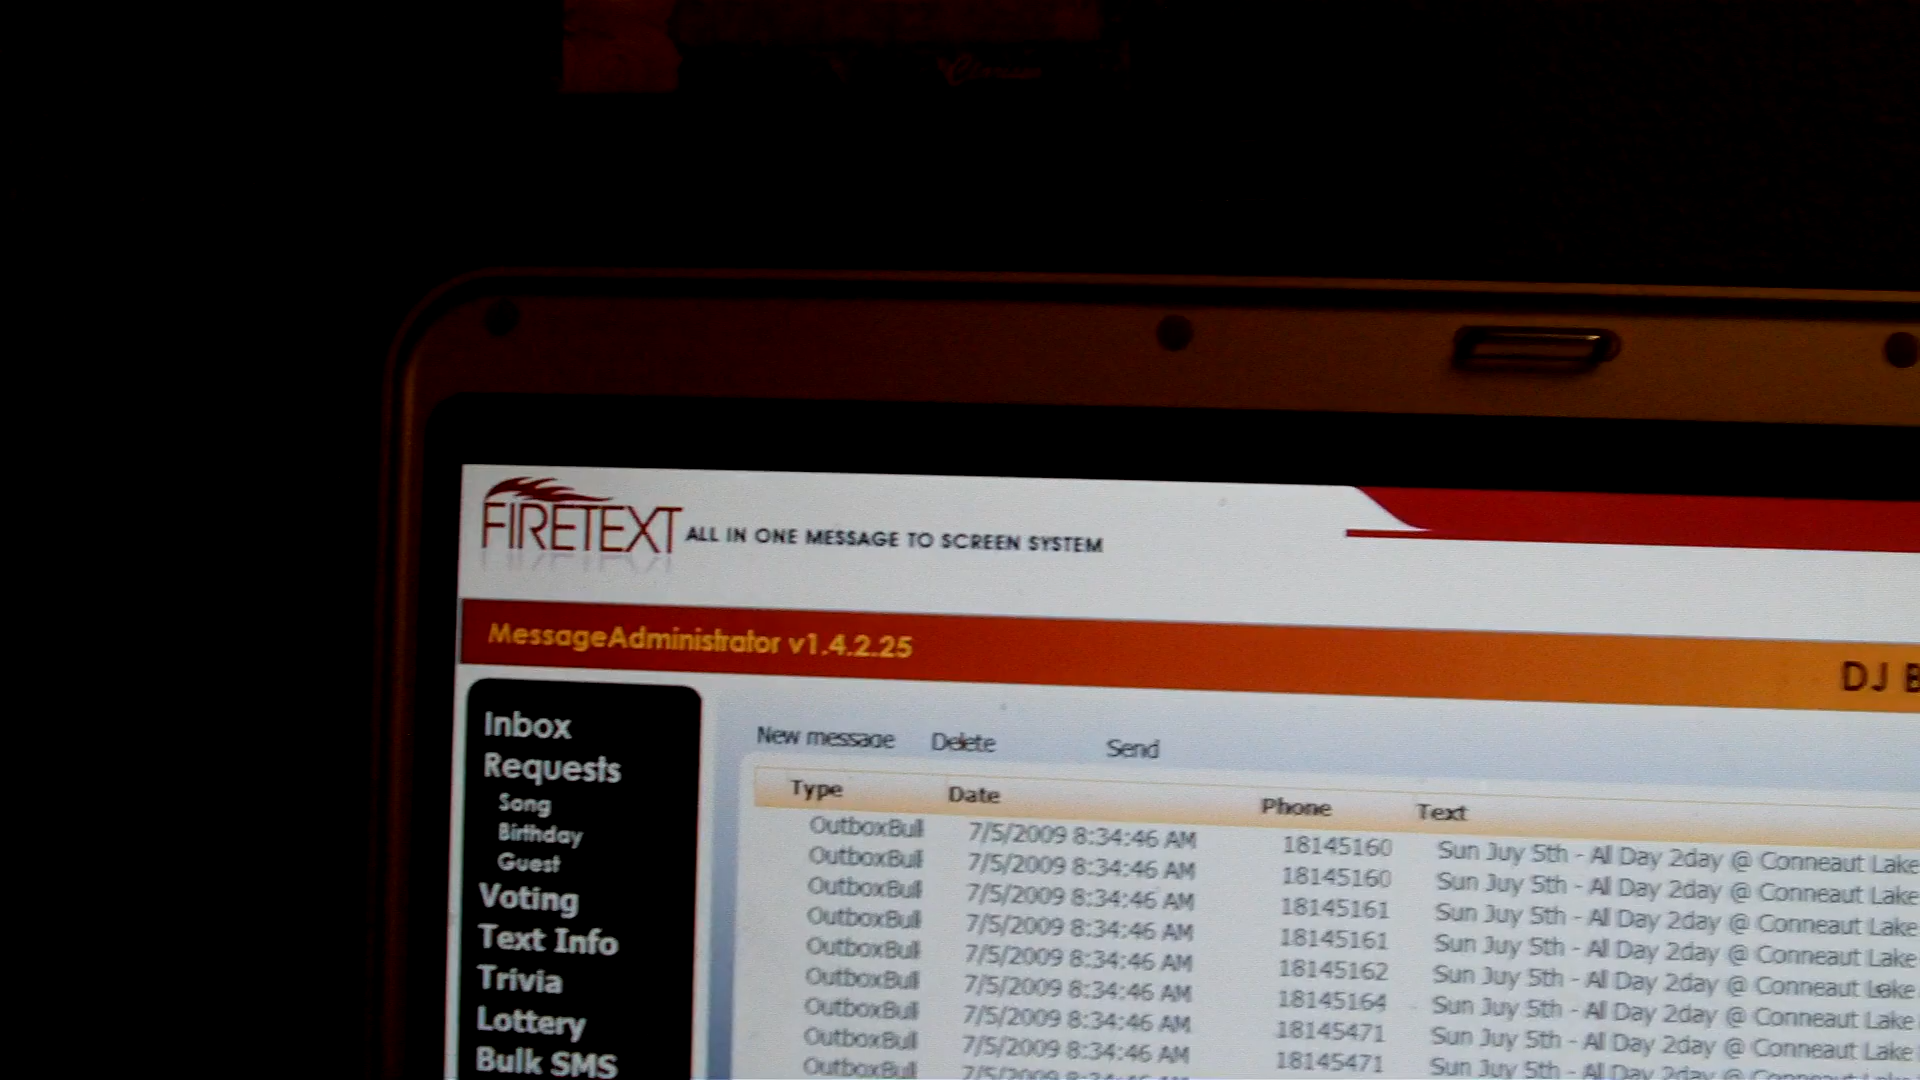 FIRETEXT ALL IN ONE MESSAGE TO SCREEN SYSTEM
MessageAdministrator v1.4.2.25
DJ B
Inbox
Requests
Song
Birthday
Guest
Voting
Text Info
Trivia
Lottery
Bulk SMS
New message Delete Send
Type Date Phone Text
OutboxBull 7/5/2009 8:34:46 AM 18145160 Sun Juy 5th - All Day 2day @ Conneaut Lake
OutboxBull 7/5/2009 8:34:46 AM 18145160 Sun Juy 5th - All Day 2day @ Conneaut Lake
OutboxBull 7/5/2009 8:34:46 AM 18145161 Sun Juy 5th - All Day 2day @ Conneaut Lake
OutboxBull 7/5/2009 8:34:46 AM 18145161 Sun Juy 5th - All Day 2day @ Conneaut Lake
OutboxBull 7/5/2009 8:34:46 AM 18145162 Sun Juy 5th - All Day 2day @ Conneaut Lake
OutboxBull 7/5/2009 8:34:46 AM 18145164 Sun Juy 5th - All Day 2day @ Conneaut Lake
OutboxBull 7/5/2009 8:34:46 AM 18145471 Sun Juy 5th - All Day 2day @ Conneaut Lake
OutboxBull 7/5/2009 8:34:46 AM 18145471 Sun Juy 5th - All Day 2day @ Conneaut Lake
OutboxBull